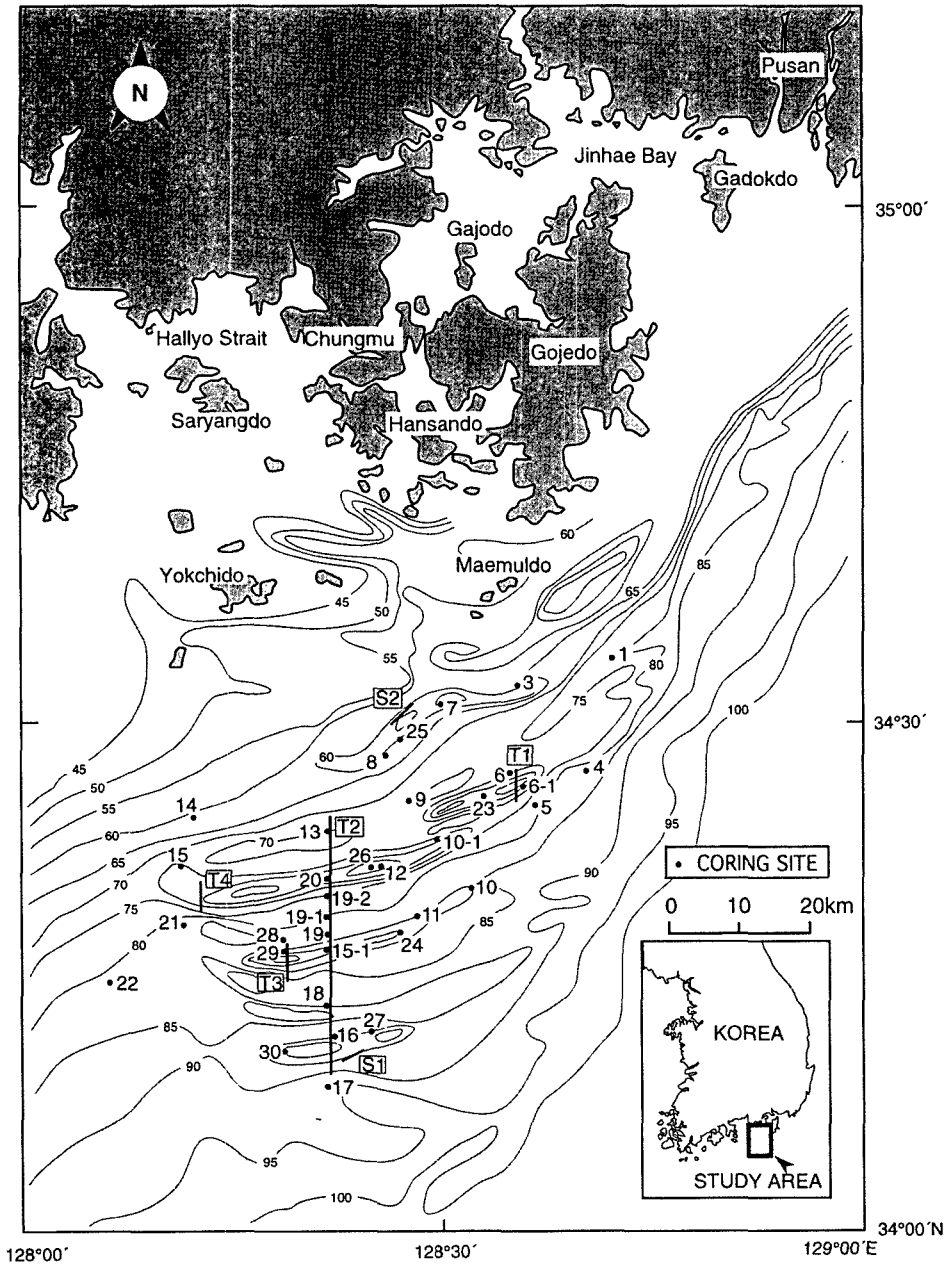 N
Pusan
Jinhae Bay
Gadokdo
35°00′
Gajodo
Hallyo Strait
Chungmu
Gojedo
Saryangdo
Hansando
60
Maemuldo
85
Yokchido
45
50
65
55
1
80
3
S2
75
7
100
25
34°30′
60
8
T1
4
45
6
6-1
50
14
9
23
5
55
95
13
T2
60
70
10-1
CORING SITE
15
26
65
12
90
T4
20
70
10
0 10 20km
19-2
75
19-1
11
21
85
28
19
24
80
29
15-1
22
T3
18
KOREA
27
85
16
30
S1
90
17
95
STUDY AREA
100
34°00′N
128°00′
128°30′
129°00′E